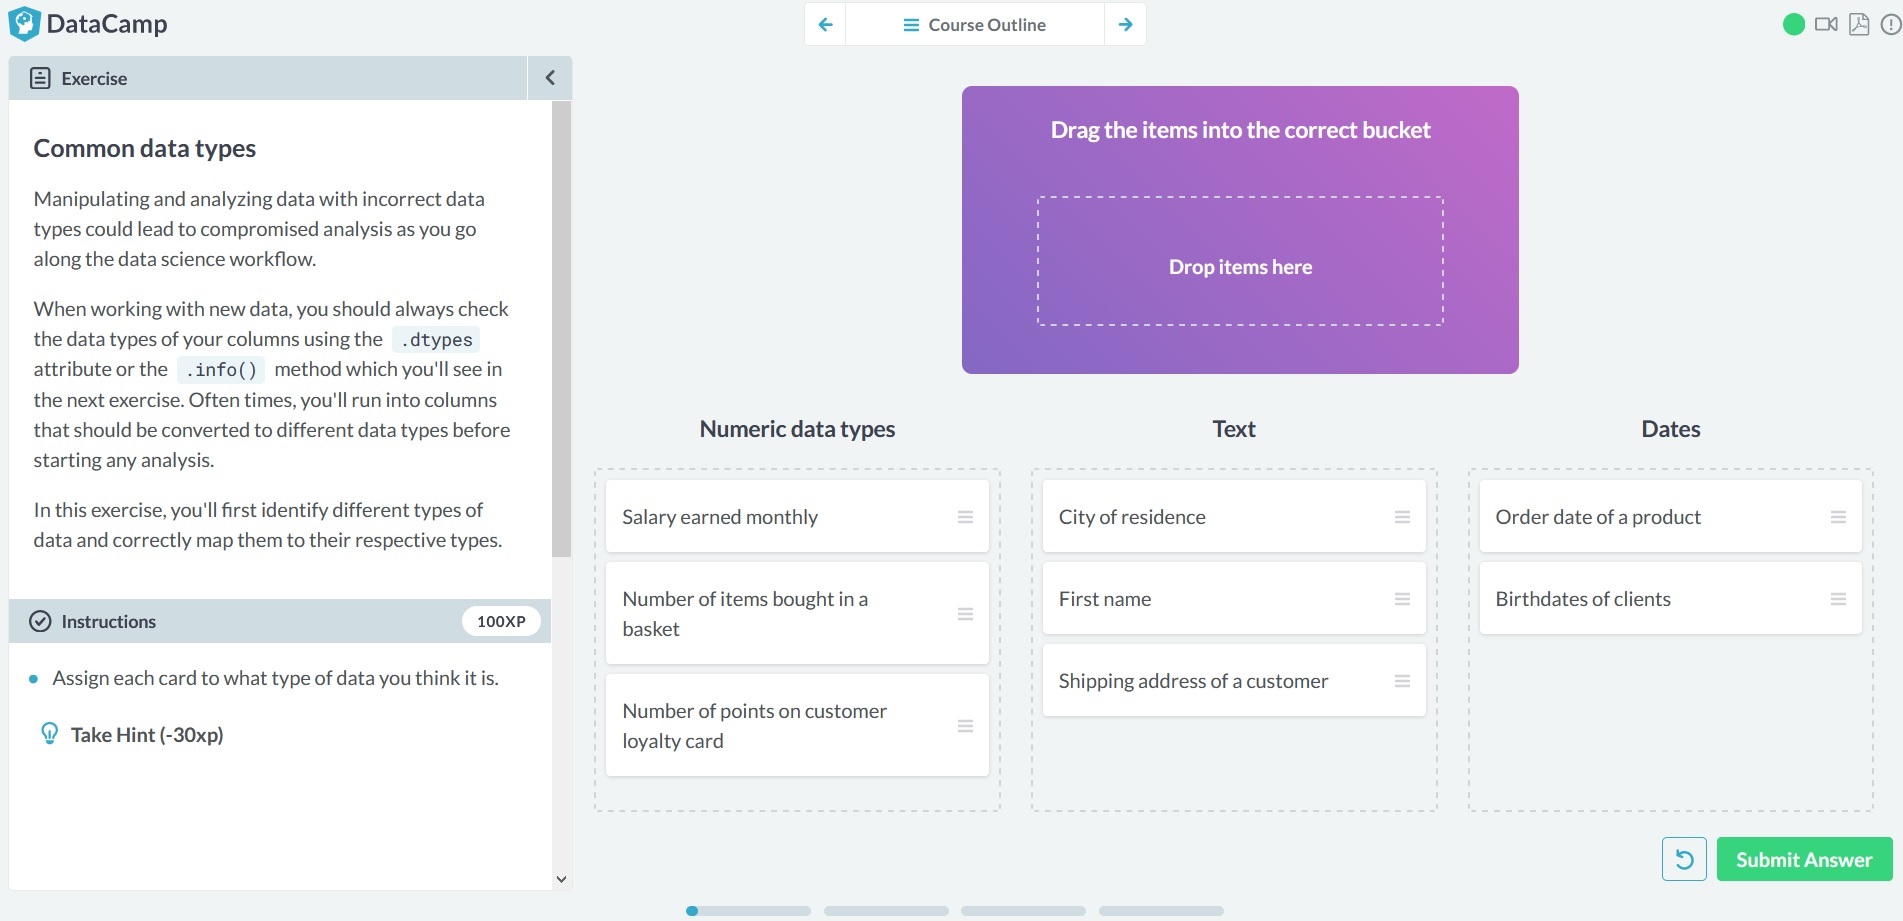 DataCamp
Course Outline
Exercise
Common data types
Manipulating and analyzing data with incorrect data
types could lead to compromised analysis as you go
along the data science workflow.
When working with new data, you should always check
the data types of your columns using the .dtypes
attribute or the .info() method which you'll see in
the next exercise. Often times, you'll run into columns
that should be converted to different data types before
starting any analysis.
In this exercise, you'll first identify different types of
data and correctly map them to their respective types.
Instructions
100XP
Assign each card to what type of data you think it is.
Take Hint (-30xp)
Drag the items into the correct bucket
Drop items here
Numeric data types
Salary earned monthly
Number of items bought in a
basket
Number of points on customer
loyalty card
Text
City of residence
First name
Shipping address of a customer
Dates
Order date of a product
Birthdates of clients
Submit Answer